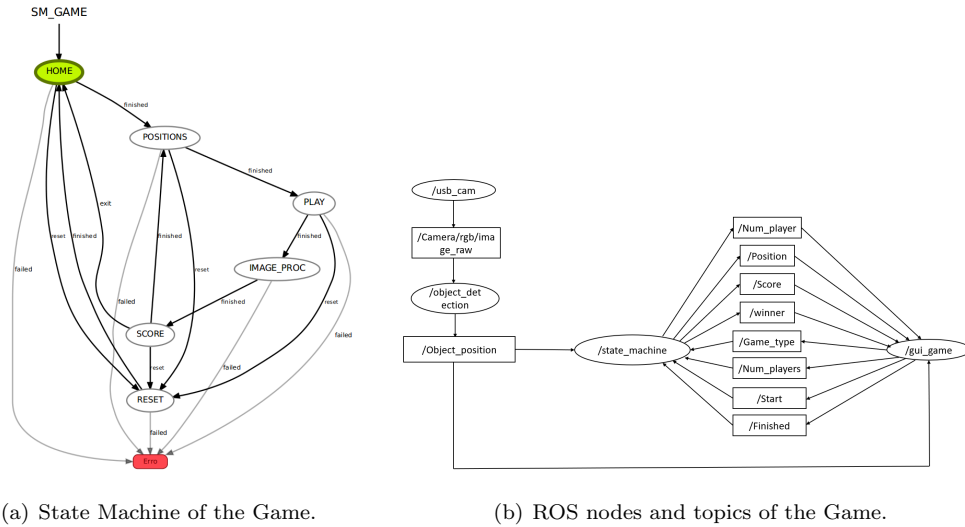 SM_GAME
HOME
finished
POSITIONS
finished
PLAY
exit
reset
finished
finished
finished
IMAGE_PROC
failed
reset
failed
finished
reset
SCORE
failed
reset
failed
RESET
failed
Erro
(a) State Machine of the Game.
/usb_cam
/Camera/rgb/ima
ge_raw
/object_det
ection
/Object_position
/state_machine
/Num_player
/Position
/Score
/winner
/Game_type
/Num_players
/Start
/Finished
/gui_game
(b) ROS nodes and topics of the Game.